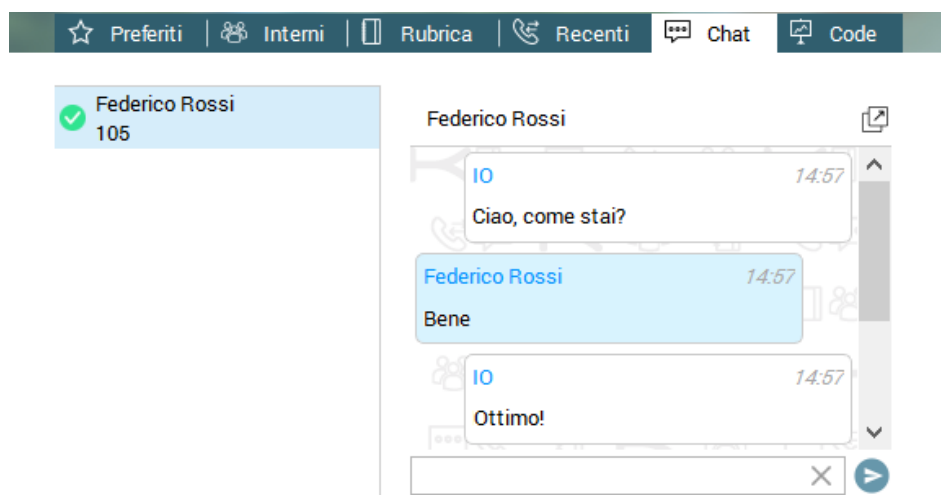 Preferiti Interni Rubrica Recenti Chat Code
Federico Rossi
105
Federico Rossi
IO 14:57
Ciao, come stai?
Federico Rossi 14:57
Bene
IO 14:57
Ottimo!